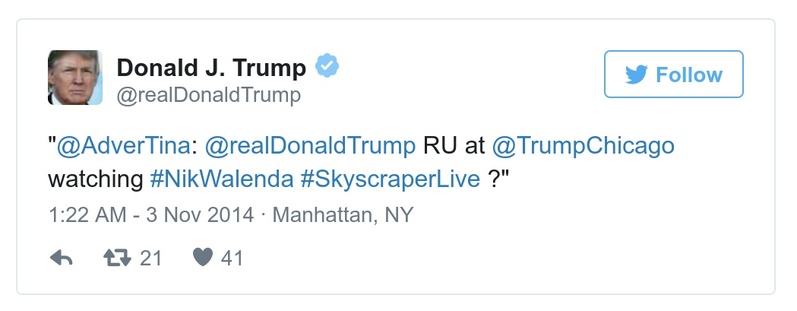 Donald J. Trump
@realDonaldTrump
Follow
"@AdverTina: @realDonaldTrump RU at @TrumpChicago
watching #NikWalenda #SkyscraperLive ?"
1:22 AM - 3 Nov 2014 · Manhattan, NY
21 41